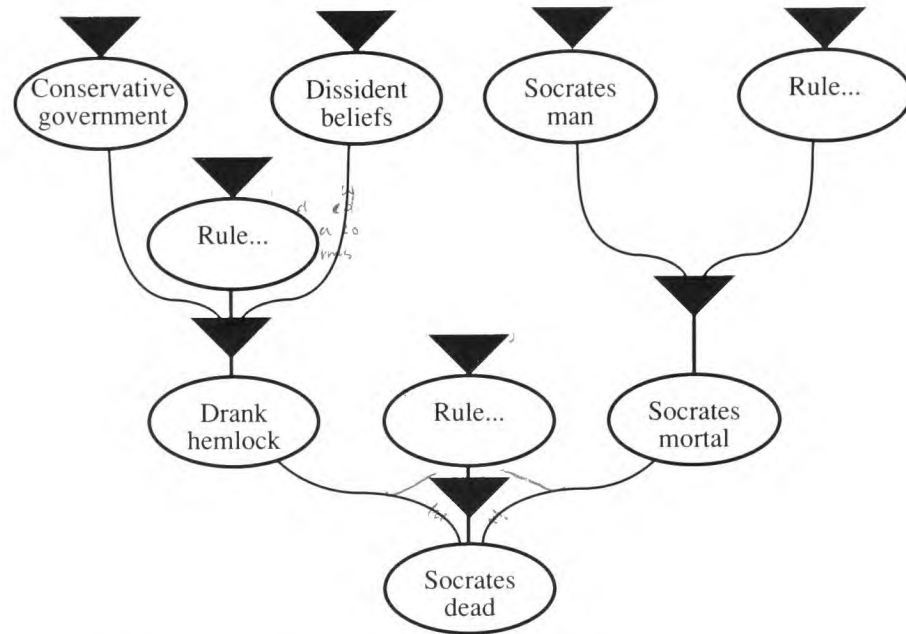 Conservative
government
Dissident
beliefs
Socrates
man
Rule...
Rule...
Drank
hemlock
Rule...
Socrates
mortal
Socrates
dead